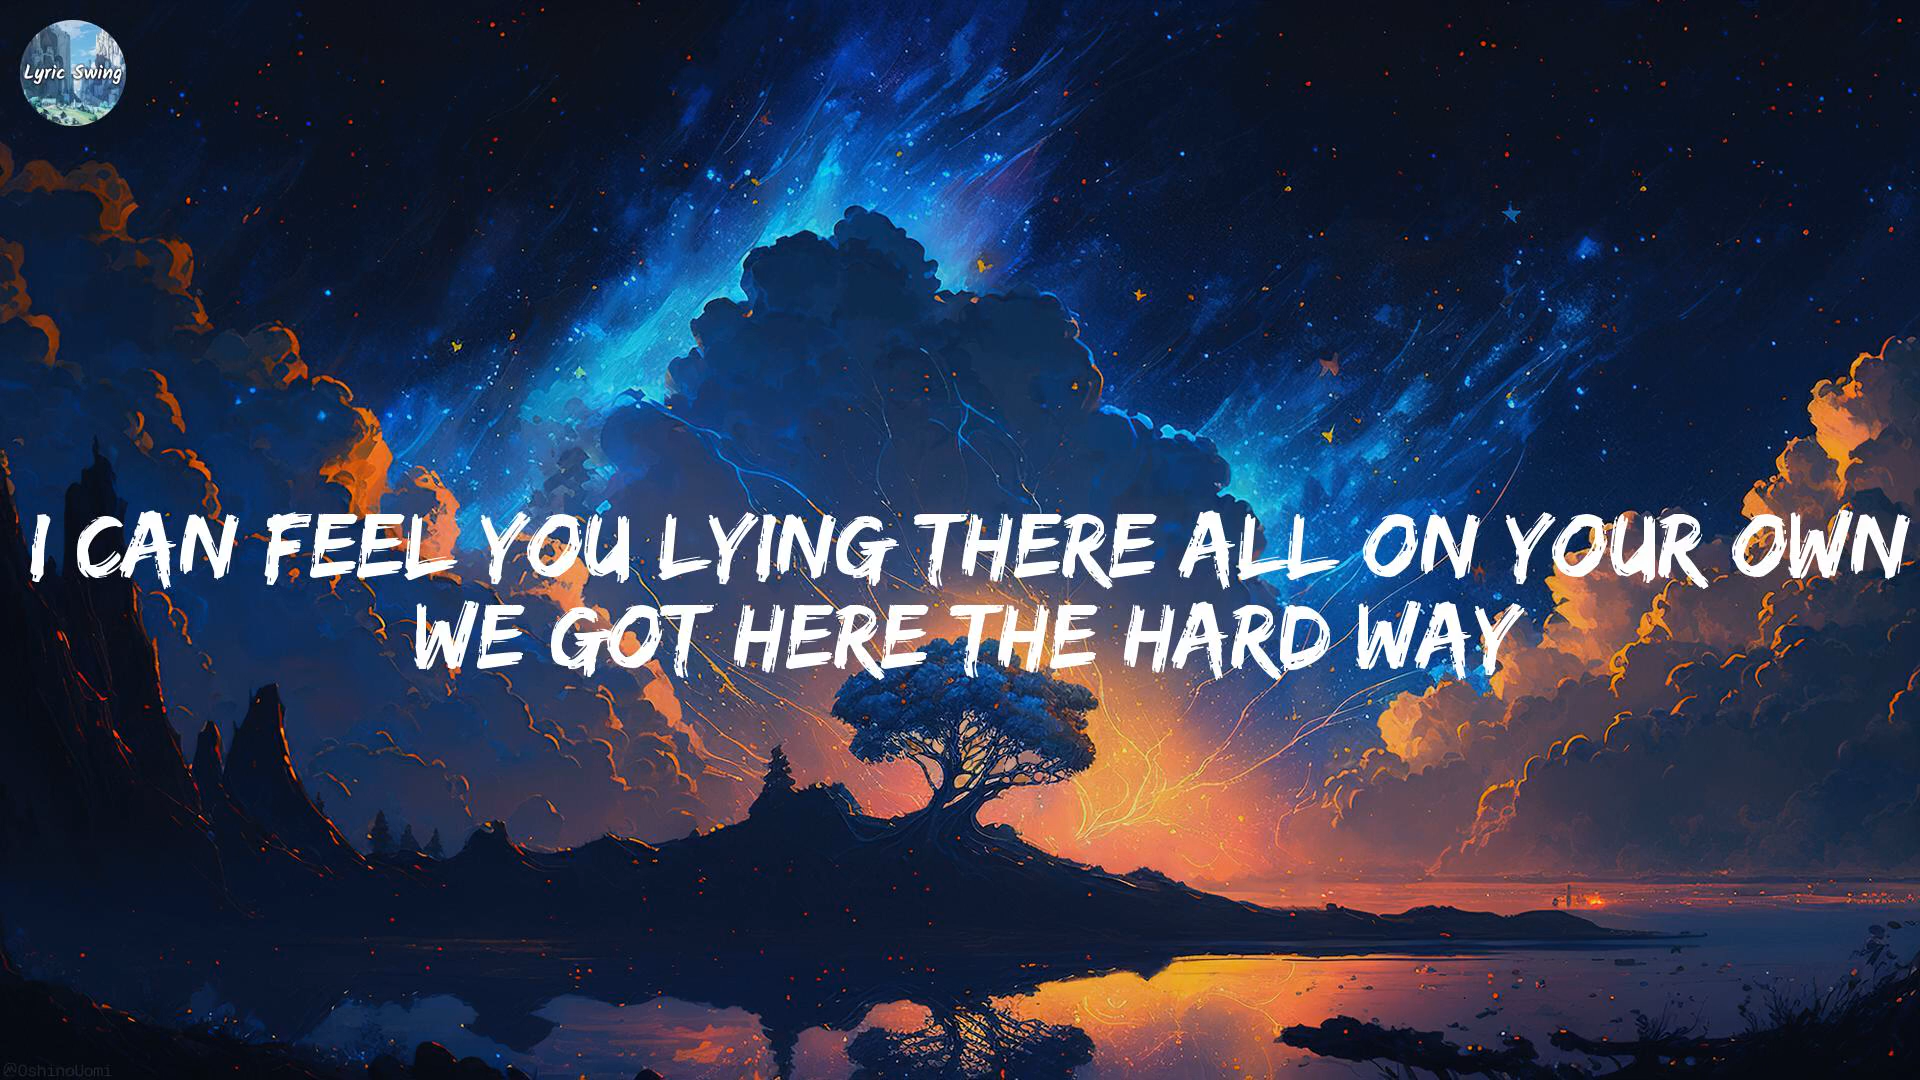 Lyric Swing
I CAN FEEL YOU LYING THERE ALL ON YOUR OWN
WE GOT HERE THE HARD WAY
@OshinoUomi